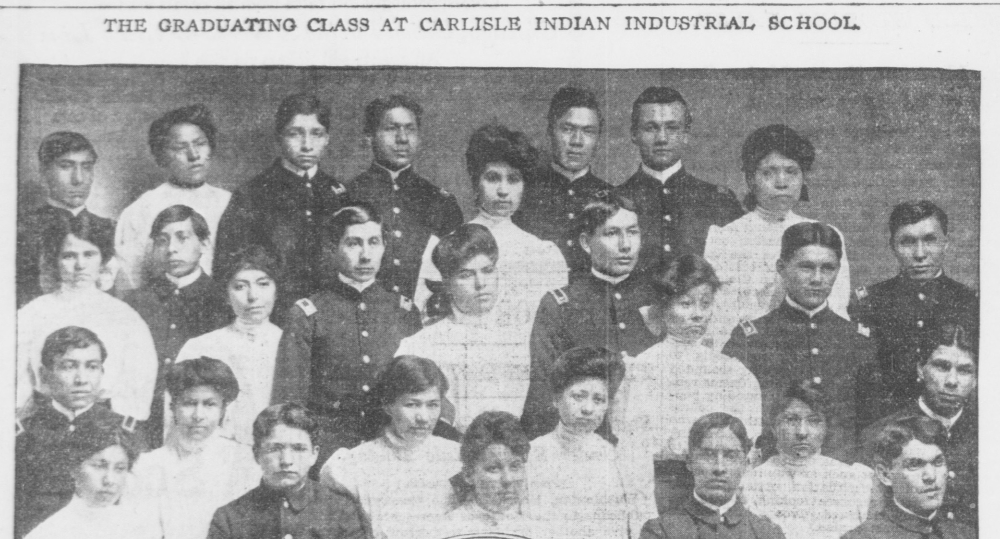 THE GRADUATING CLASS AT CARLISLE INDIAN INDUSTRIAL SCHOOL.